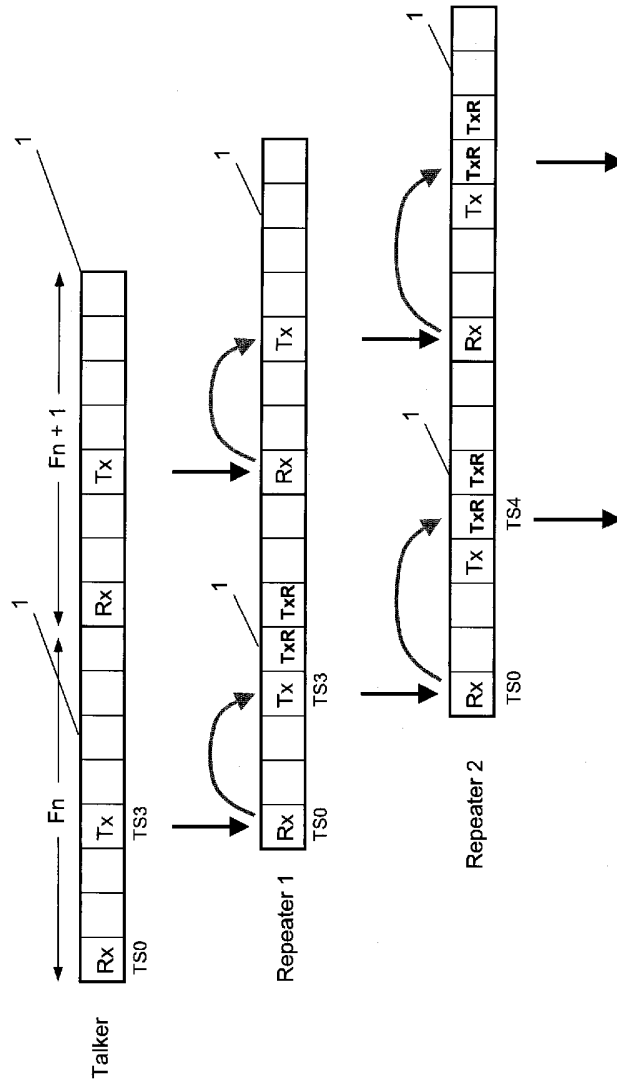 Fn
Fn + 1
1
1
Talker
Rx
Tx
Rx
Tx
TS0
TS3
1
1
Repeater 1
Rx
Tx
TxR
TxR
Rx
Tx
TS0
TS3
1
1
Repeater 2
Rx
Tx
TxR
TxR
Rx
Tx
TxR
TxR
TS0
TS4